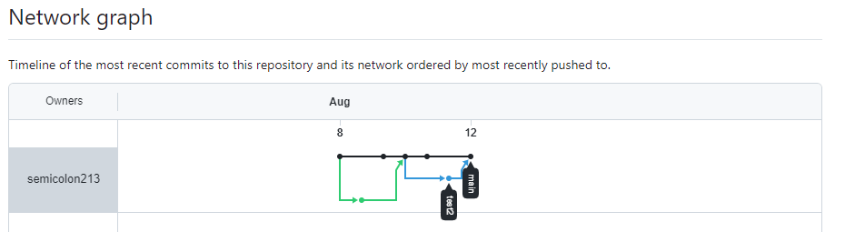 Network graph
Timeline of the most recent commits to this repository and its network ordered by most recently pushed to.
Owners
Aug
8
12
semicolon213
main
test2